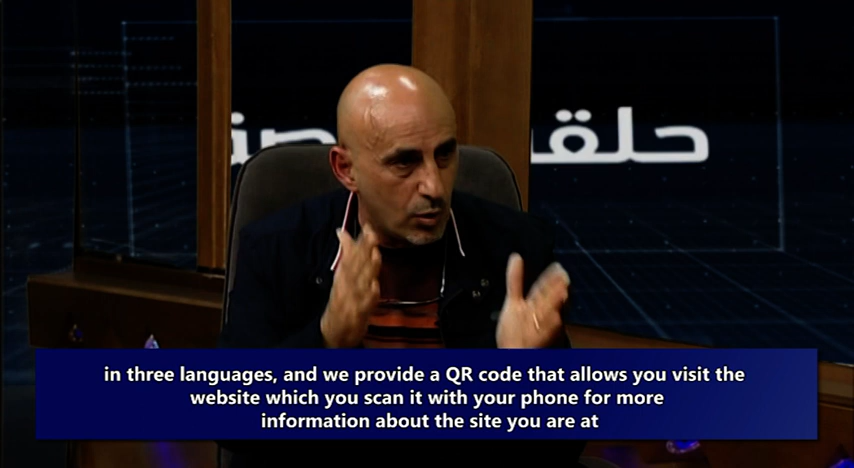 حلقة
in three languages, and we provide a QR code that allows you visit the
website which you scan it with your phone for more
information about the site you are at